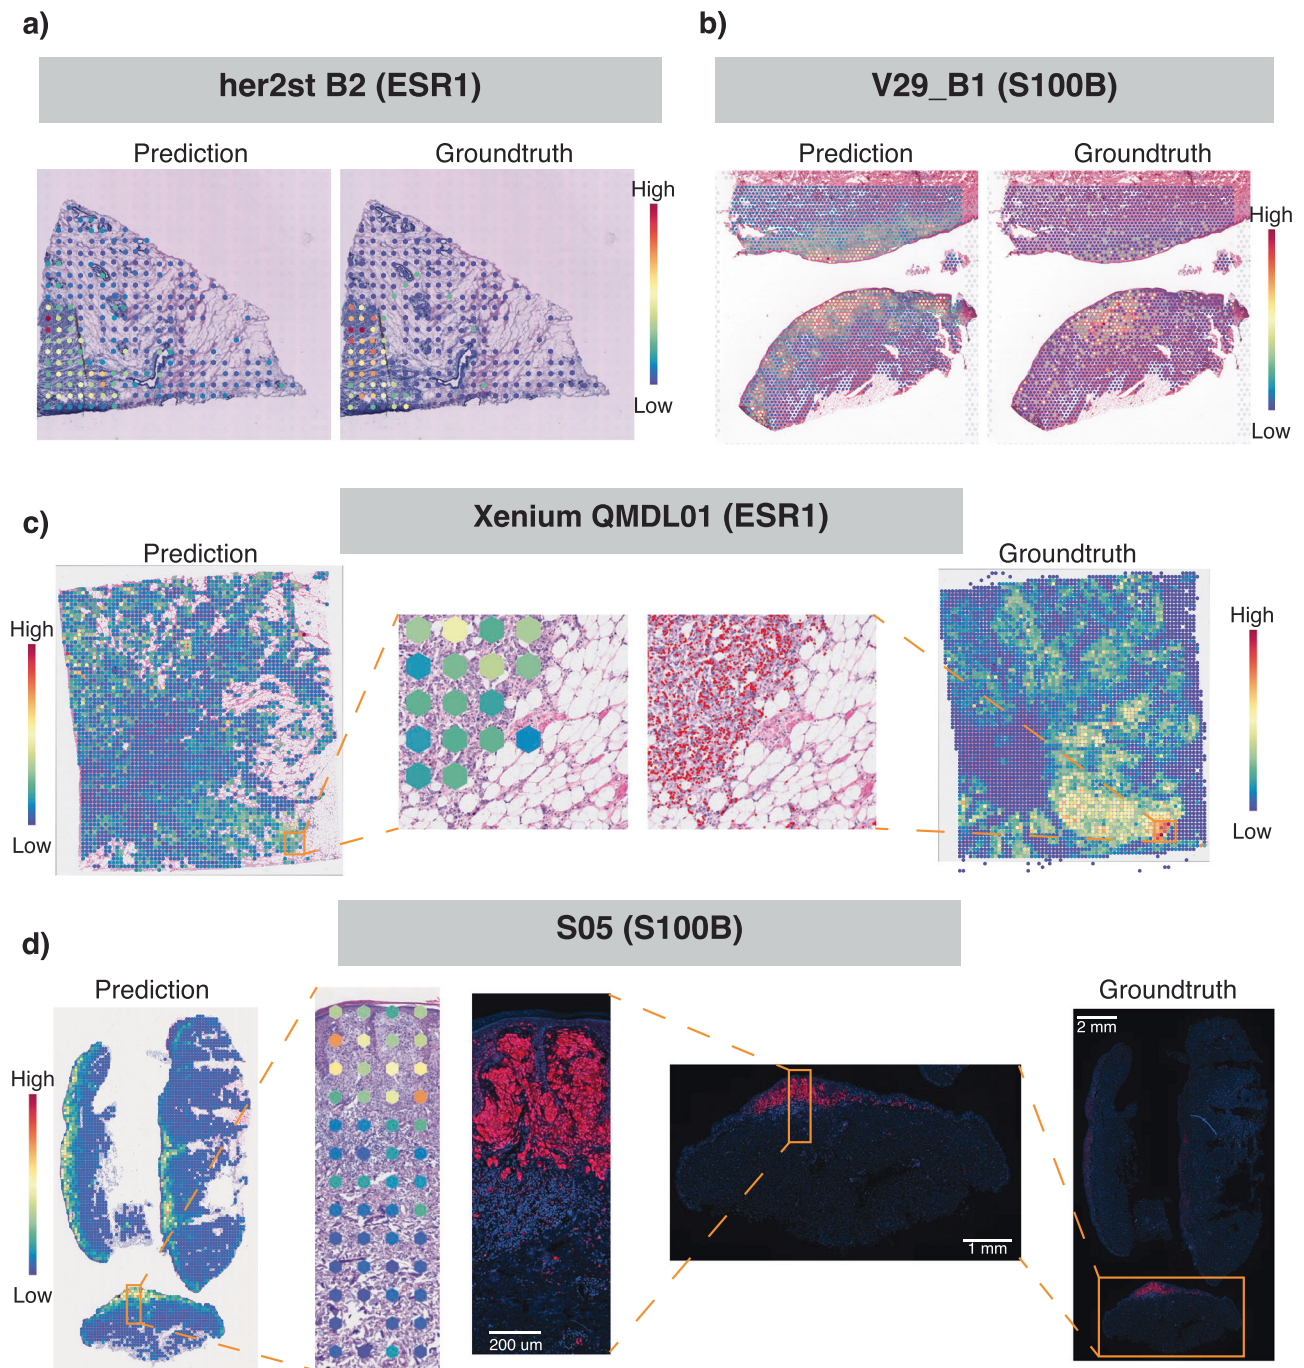 a)
her2st B2 (ESR1)
Prediction
Groundtruth
High
Low
b)
V29_B1 (S100B)
Prediction
Groundtruth
High
Low
c)
Xenium QMDL01 (ESR1)
Prediction
Groundtruth
High
Low
High
Low
d)
S05 (S100B)
Prediction
Groundtruth
High
Low
200 um
1 mm
2 mm